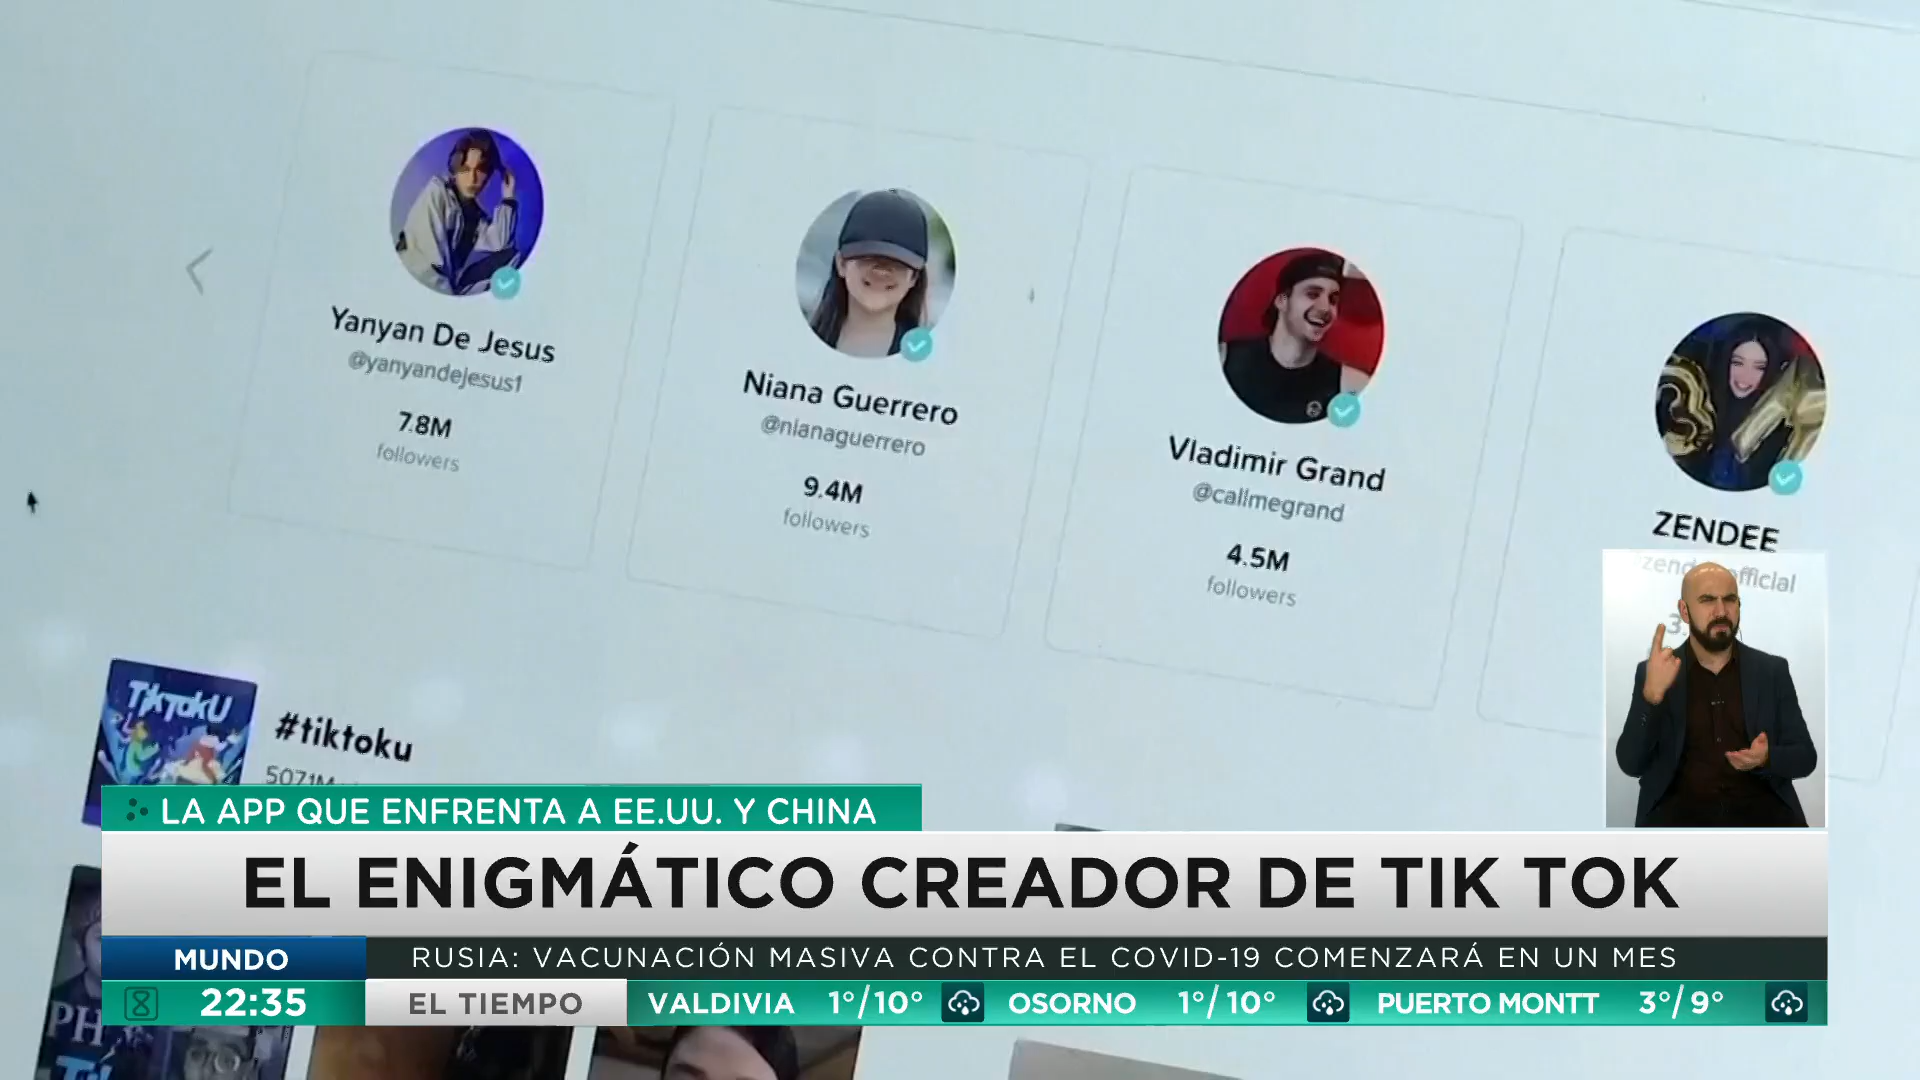 Yanyan De Jesus
@yanyandejesus1
7.8M
followers
Niana Guerrero
@nianaguerrero
9.4M
followers
Vladimir Grand
@callmegrand
4.5M
followers
ZENDEE
TikTokU
#tiktoku
LA APP QUE ENFRENTA A EE.UU. Y CHINA
EL ENIGMÁTICO CREADOR DE TIK TOK
MUNDO
RUSIA: VACUNACIÓN MASIVA CONTRA EL COVID-19 COMENZARÁ EN UN MES
22:35
EL TIEMPO
VALDIVIA 1°/10°
OSORNO 1°/10°
PUERTO MONTT 3°/9°
PH